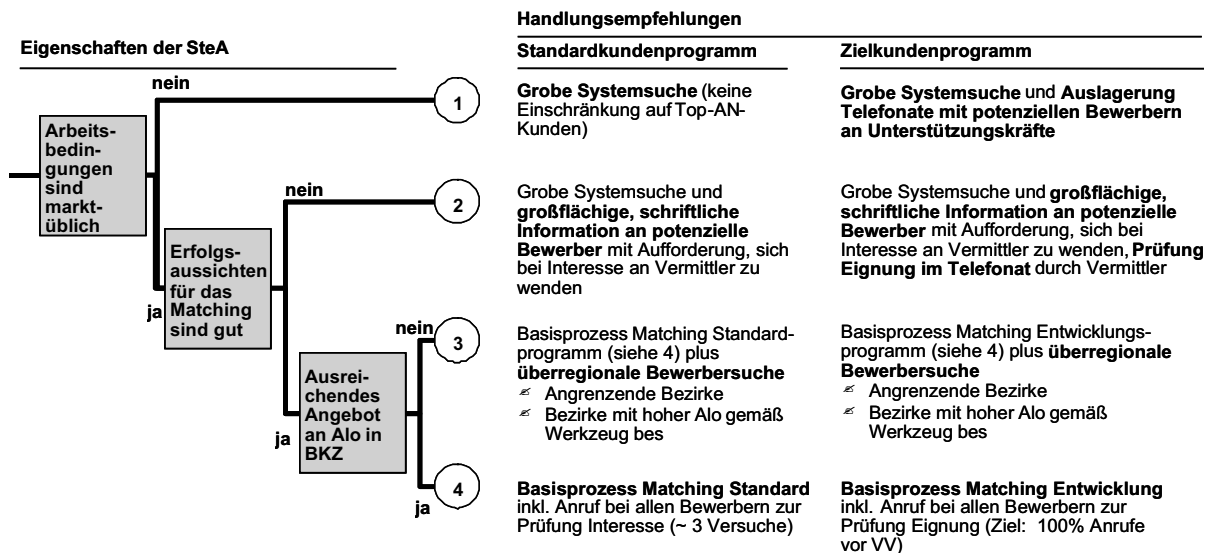 Handlungsempfehlungen
Eigenschaften der SteA
Standardkundenprogramm
Zielkundenprogramm
nein
1
Grobe Systemsuche (keine
Einschränkung auf Top-AN-
Kunden)
Grobe Systemsuche und Auslagerung
Telefonate mit potenziellen Bewerbern
an Unterstützungskräfte
Arbeits-
bedin-
gungen
sind
markt-
üblich
nein
2
Grobe Systemsuche und
großflächige, schriftliche
Information an potenzielle
Bewerber mit Aufforderung, sich
bei Interesse an Vermittler zu
wenden
Grobe Systemsuche und großflächige,
schriftliche Information an potenzielle
Bewerber mit Aufforderung, sich bei
Interesse an Vermittler zu wenden, Prüfung
Eignung im Telefonat durch Vermittler
ja
Erfolgs-
aussichten
für das
Matching
sind gut
nein
3
Basisprozess Matching Standard-
programm (siehe 4) plus
überregionale Bewerbersuche
Angrenzende Bezirke
Bezirke mit hoher Alo gemäß
Werkzeug bes
Basisprozess Matching Entwicklungs-
programm (siehe 4) plus überregionale
Bewerbersuche
Angrenzende Bezirke
Bezirke mit hoher Alo gemäß
Werkzeug bes
ja
Ausrei-
chendes
Angebot
an Alo in
BKZ
ja
4
Basisprozess Matching Standard
inkl. Anruf bei allen Bewerbern zur
Prüfung Interesse (~ 3 Versuche)
Basisprozess Matching Entwicklung
inkl. Anruf bei allen Bewerbern zur
Prüfung Eignung (Ziel: 100% Anrufe
vor VV)